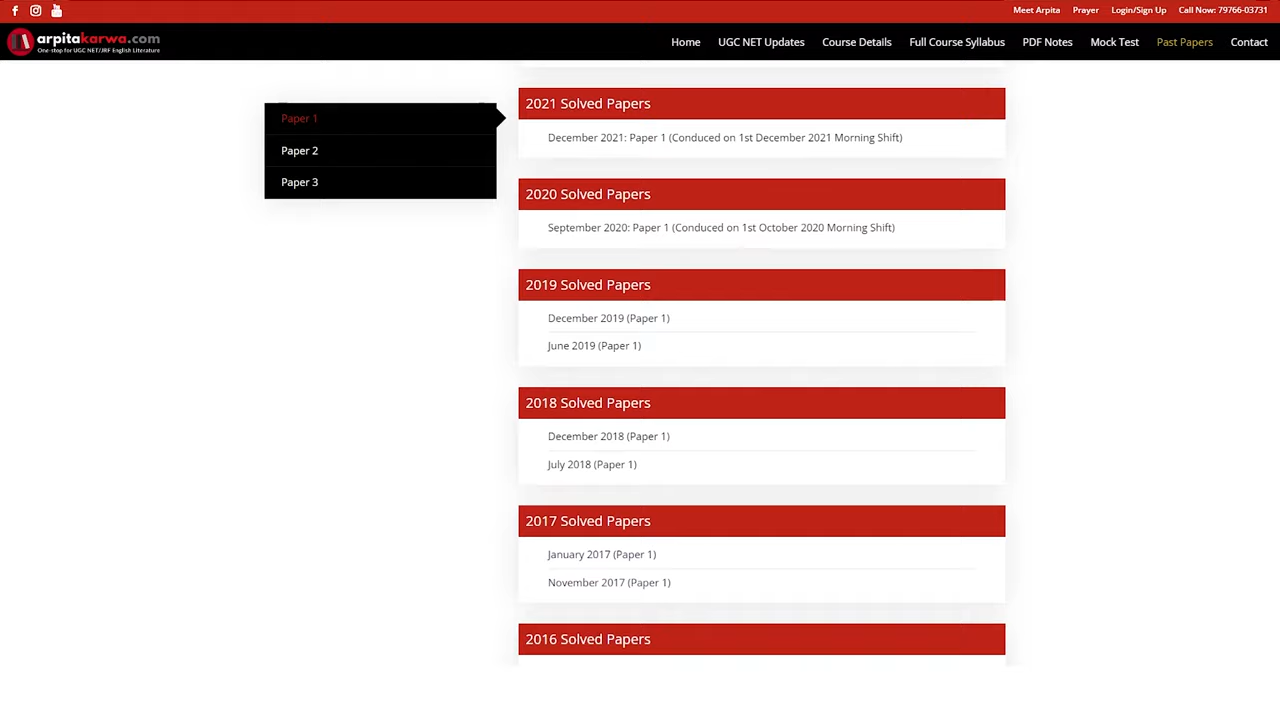 Meet Arpita Prayer Login/Sign Up Call Now: 79766-03731
arpitakarwa.com
One-stop for UGC NET/JRF English Literature
Home UGC NET Updates Course Details Full Course Syllabus PDF Notes Mock Test Past Papers Contact
Paper 1
Paper 2
Paper 3
2021 Solved Papers
December 2021: Paper 1 (Conduced on 1st December 2021 Morning Shift)
2020 Solved Papers
September 2020: Paper 1 (Conduced on 1st October 2020 Morning Shift)
2019 Solved Papers
December 2019 (Paper 1)
June 2019 (Paper 1)
2018 Solved Papers
December 2018 (Paper 1)
July 2018 (Paper 1)
2017 Solved Papers
January 2017 (Paper 1)
November 2017 (Paper 1)
2016 Solved Papers